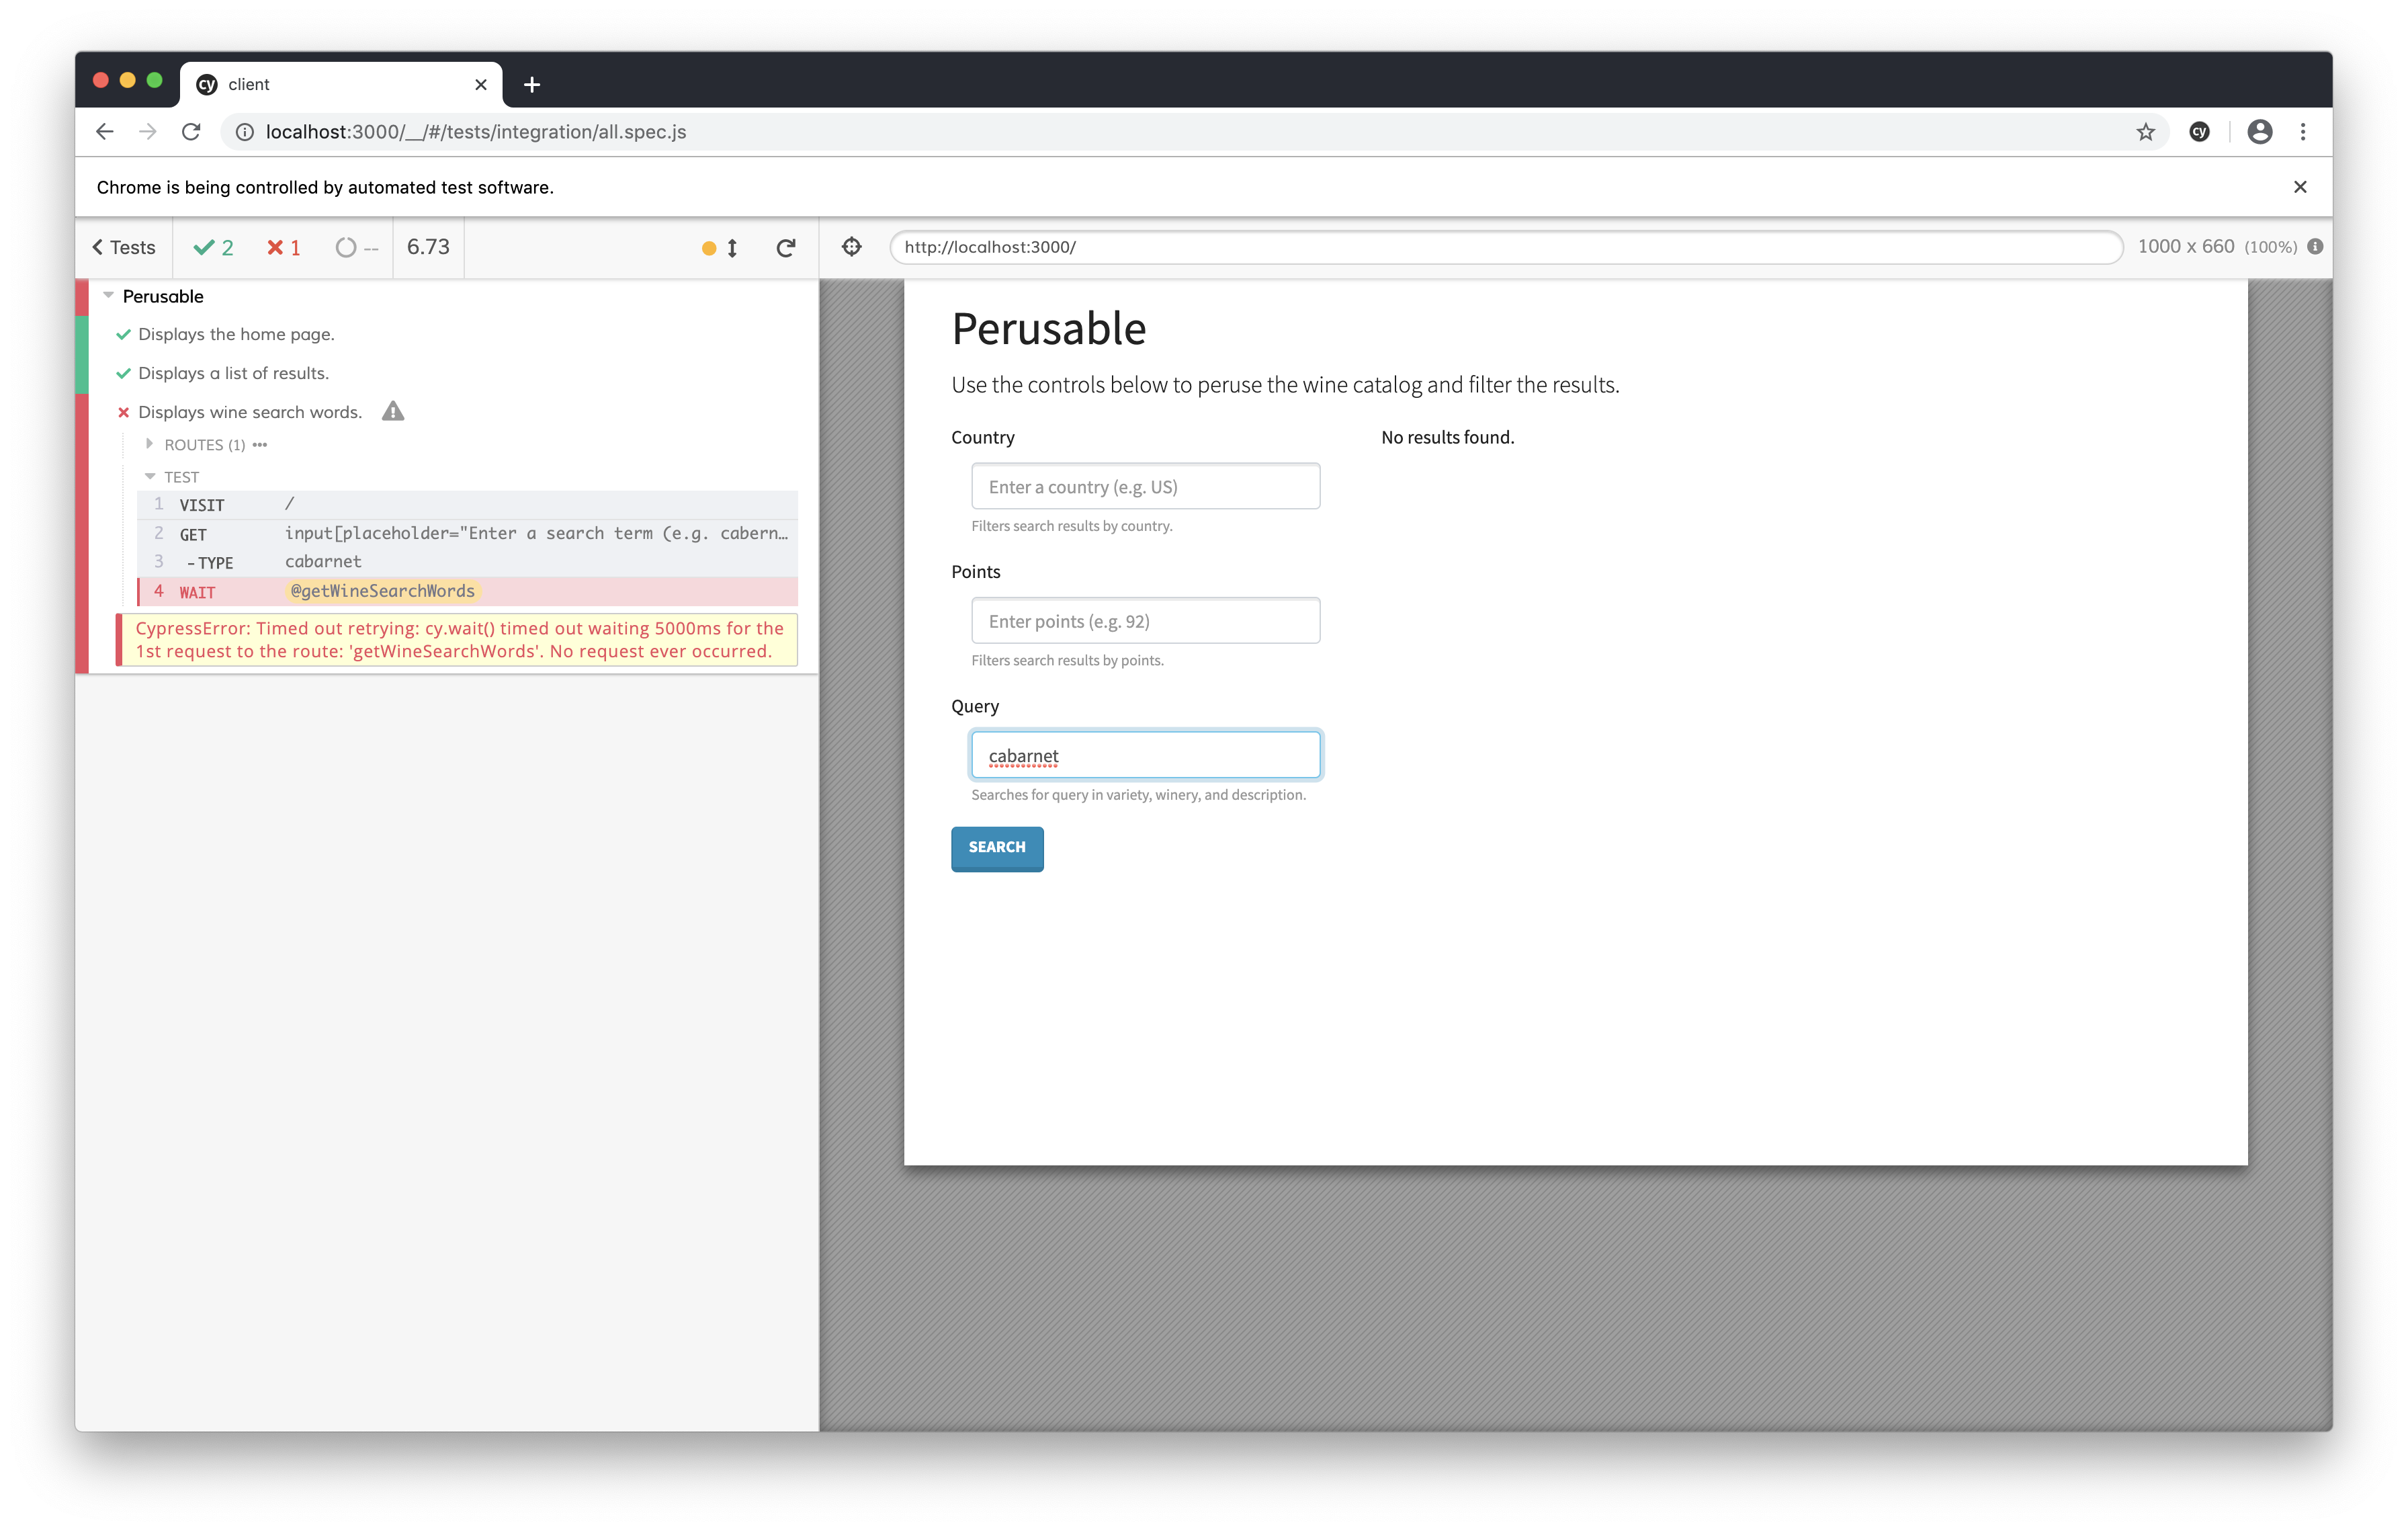 cy client
localhost:3000/__/#/tests/integration/all.spec.js
cy
Chrome is being controlled by automated test software.
Tests 2 1 -- 6.73
http://localhost:3000/ 1000 x 660 (100%)
Perusable
Displays the home page.
Displays a list of results.
Displays wine search words.
ROUTES (1)
TEST
1 VISIT /
2 GET input[placeholder="Enter a search term (e.g. cabern…
3 - TYPE cabarnet
4 WAIT @getWineSearchWords
CypressError: Timed out retrying: cy.wait() timed out waiting 5000ms for the
1st request to the route: 'getWineSearchWords'. No request ever occurred.
Perusable
Use the controls below to peruse the wine catalog and filter the results.
Country
Enter a country (e.g. US)
Filters search results by country.
Points
Enter points (e.g. 92)
Filters search results by points.
Query
cabarnet
Searches for query in variety, winery, and description.
SEARCH
No results found.